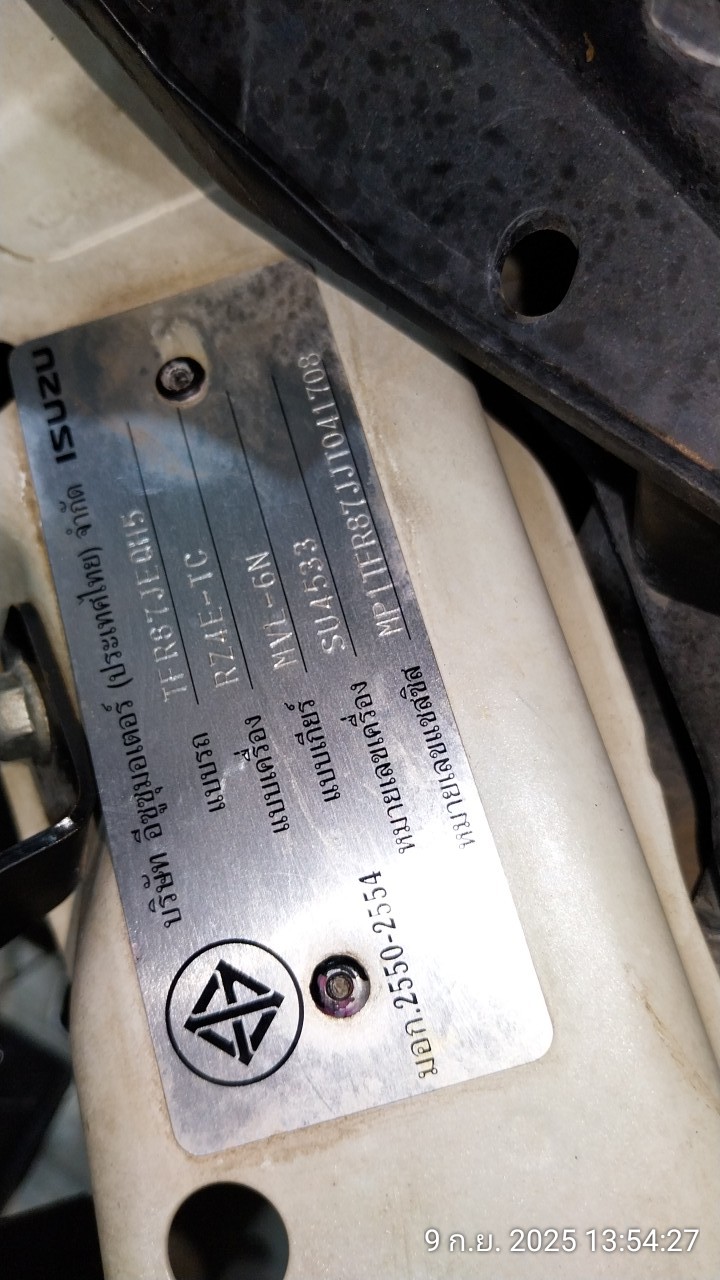 บริษัท อีซูซุมอเตอร์ (ประเทศไทย) จำกัด ISUZU
แบบรถ TFR87JEQH15
แบบเครื่อง RZ4E-TC
แบบเกียร์ MVL-6N
หมายเลขเครื่อง SU4533
หมายเลขแชสซิส MP1TFR87JJT041708
มอก.2550-2554
9 ก.ย. 2025 13:54:27